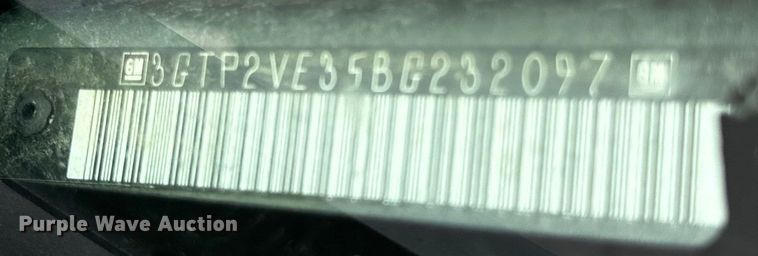 GM 3GTP2VE35BG232097 GM
Purple Wave Auction